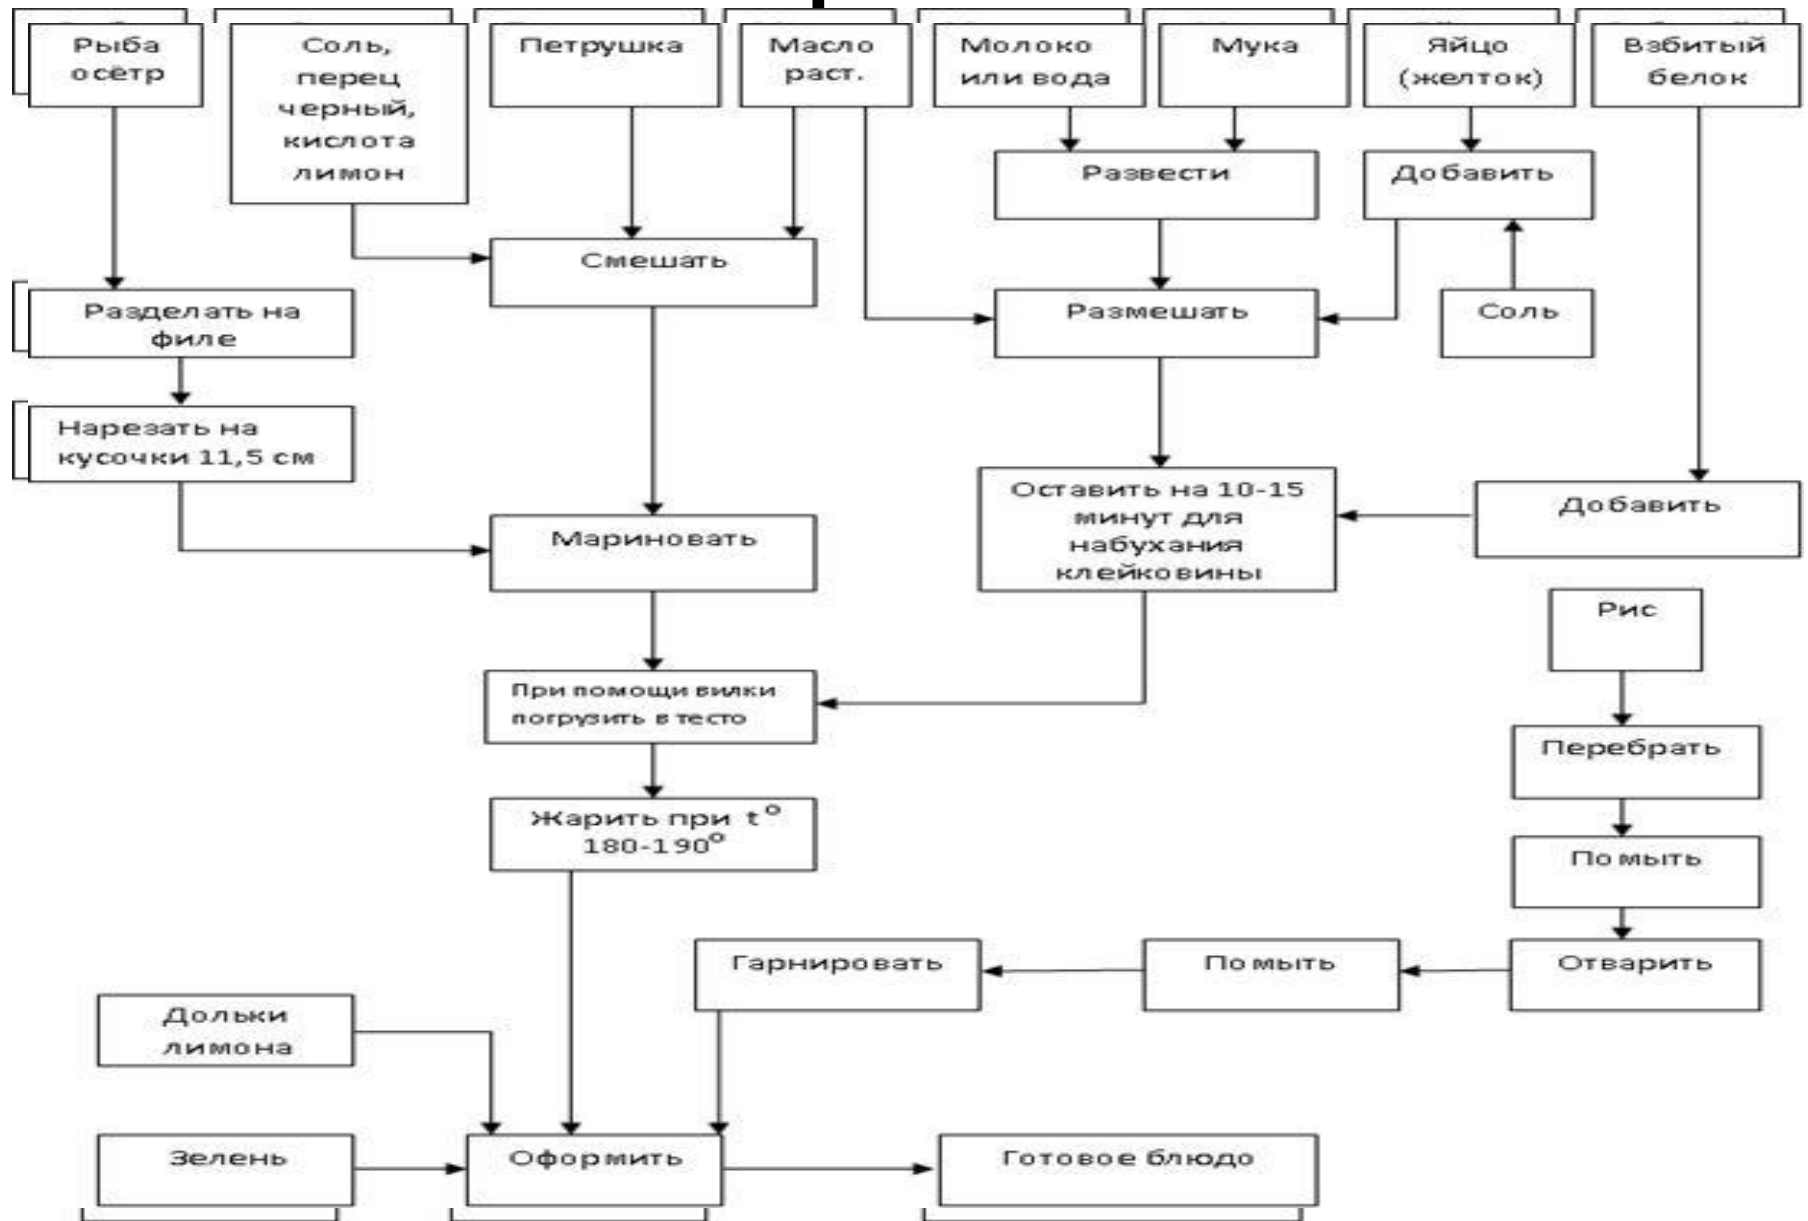 Рыба
осётр
Соль,
перец
черный,
кислота
лимон
Петрушка
Масло
раст.
Молоко
или вода
Мука
Яйцо
(желток)
Взбитый
белок
Развести
Добавить
Смешать
Разделать на
филе
Размешать
Соль
Нарезать на
кусочки 11,5 см
Мариновать
Оставить на 10-15
минут для
набухания
клейковины
Добавить
Рис
При помощи вилки
погрузить в тесто
Перебрать
Жарить при t°
180-190°
Помыть
Гарнировать
Помыть
Отварить
Дольки
лимона
Зелень
Оформить
Готовое блюдо